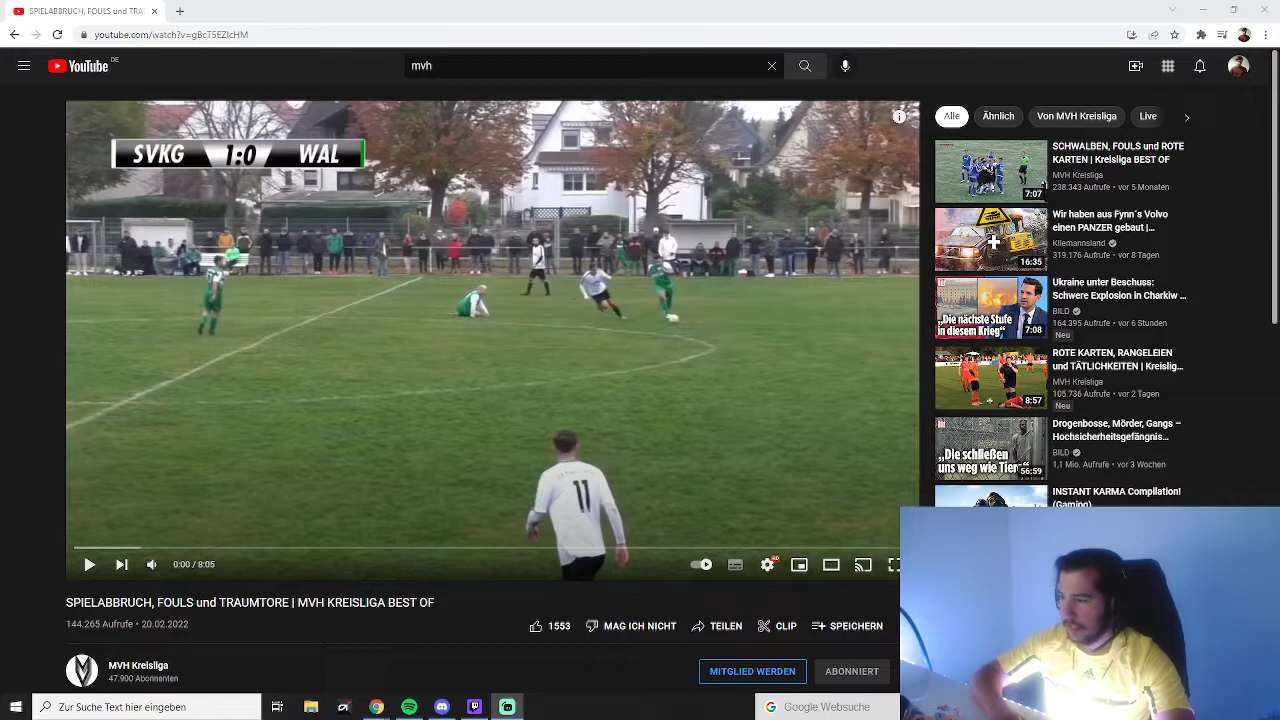 SPIELABBRUCH, FOULS und TRA
youtube.com/watch?v=gBcT5EZIcHM
YouTube DE
mvh
SVKG 1:0 WAL
11
0:00 / 8:05
HD
SPIELABBRUCH, FOULS und TRAUMTORE | MVH KREISLIGA BEST OF
144.265 Aufrufe • 20.02.2022
1553
MAG ICH NICHT
TEILEN
CLIP
SPEICHERN
MVH Kreisliga
47.900 Abonnenten
MITGLIED WERDEN
ABONNIERT
Alle
Ähnlich
Von MVH Kreisliga
Live
7:07
SCHWALBEN, FOULS und ROTE
KARTEN | Kreisliga BEST OF
MVH Kreisliga
238.343 Aufrufe • vor 5 Monaten
16:35
Wir haben aus Fynn´s Volvo
einen PANZER gebaut |...
Kllemannsland
319.176 Aufrufe • vor 8 Tagen
BILD
„Die nächste Stufe
in diesem Krieg“
7:08
Ukraine unter Beschuss:
Schwere Explosion in Charkiw ...
BILD
164.395 Aufrufe • vor 6 Stunden
Neu
8:57
ROTE KARTEN, RANGELEIEN
und TÄTLICHKEITEN | Kreislig...
MVH Kreisliga
105.736 Aufrufe • vor 2 Tagen
Neu
BILD
„Die schließen
uns weg wie Tier“
56:59
Drogenbosse, Mörder, Gangs –
Hochsicherheitsgefängnis...
BILD
1,1 Mio. Aufrufe • vor 3 Wochen
INSTANT KARMA Compilation!
(Gaming)
Zur Suche Text hier eingeben
Google Websuche